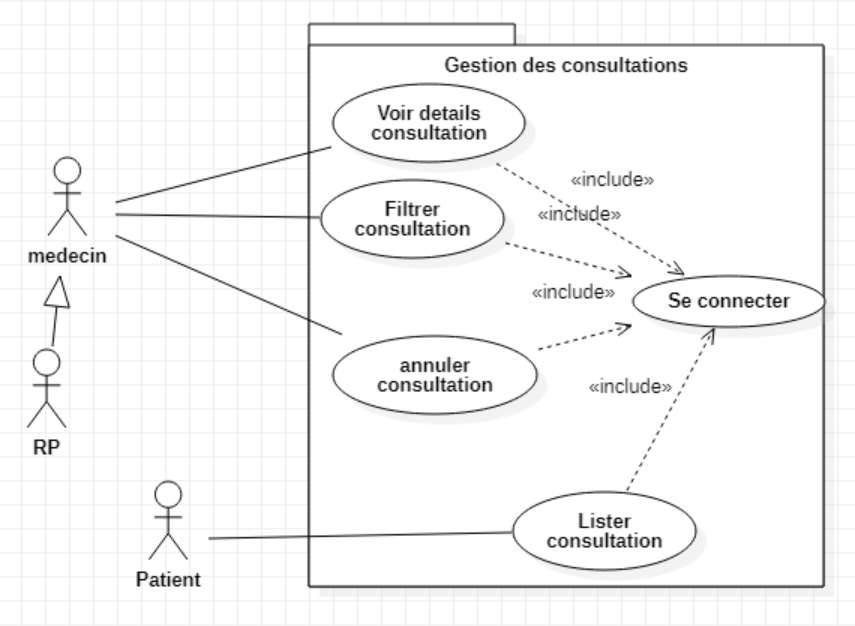 Gestion des consultations
Voir details
consultation
«include»
Filtrer
consultation
«include»
medecin
«include»
Se connecter
annuler
consultation
«include»
RP
Lister
consultation
Patient